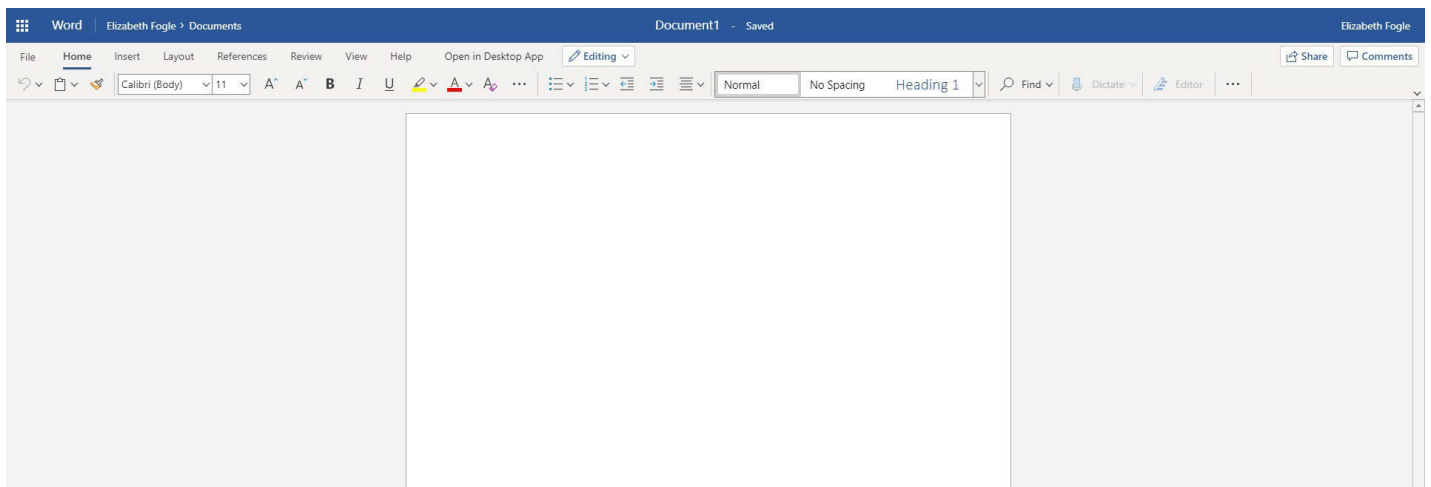 Word Elizabeth Fogle > Documents Document1 - Saved Elizabeth Fogle
File Home Insert Layout References Review View Help Open in Desktop App Editing Share Comments
Calibri (Body) 11 A^ Aˇ B I U A A Normal No Spacing Heading 1 Find Dictate Editor